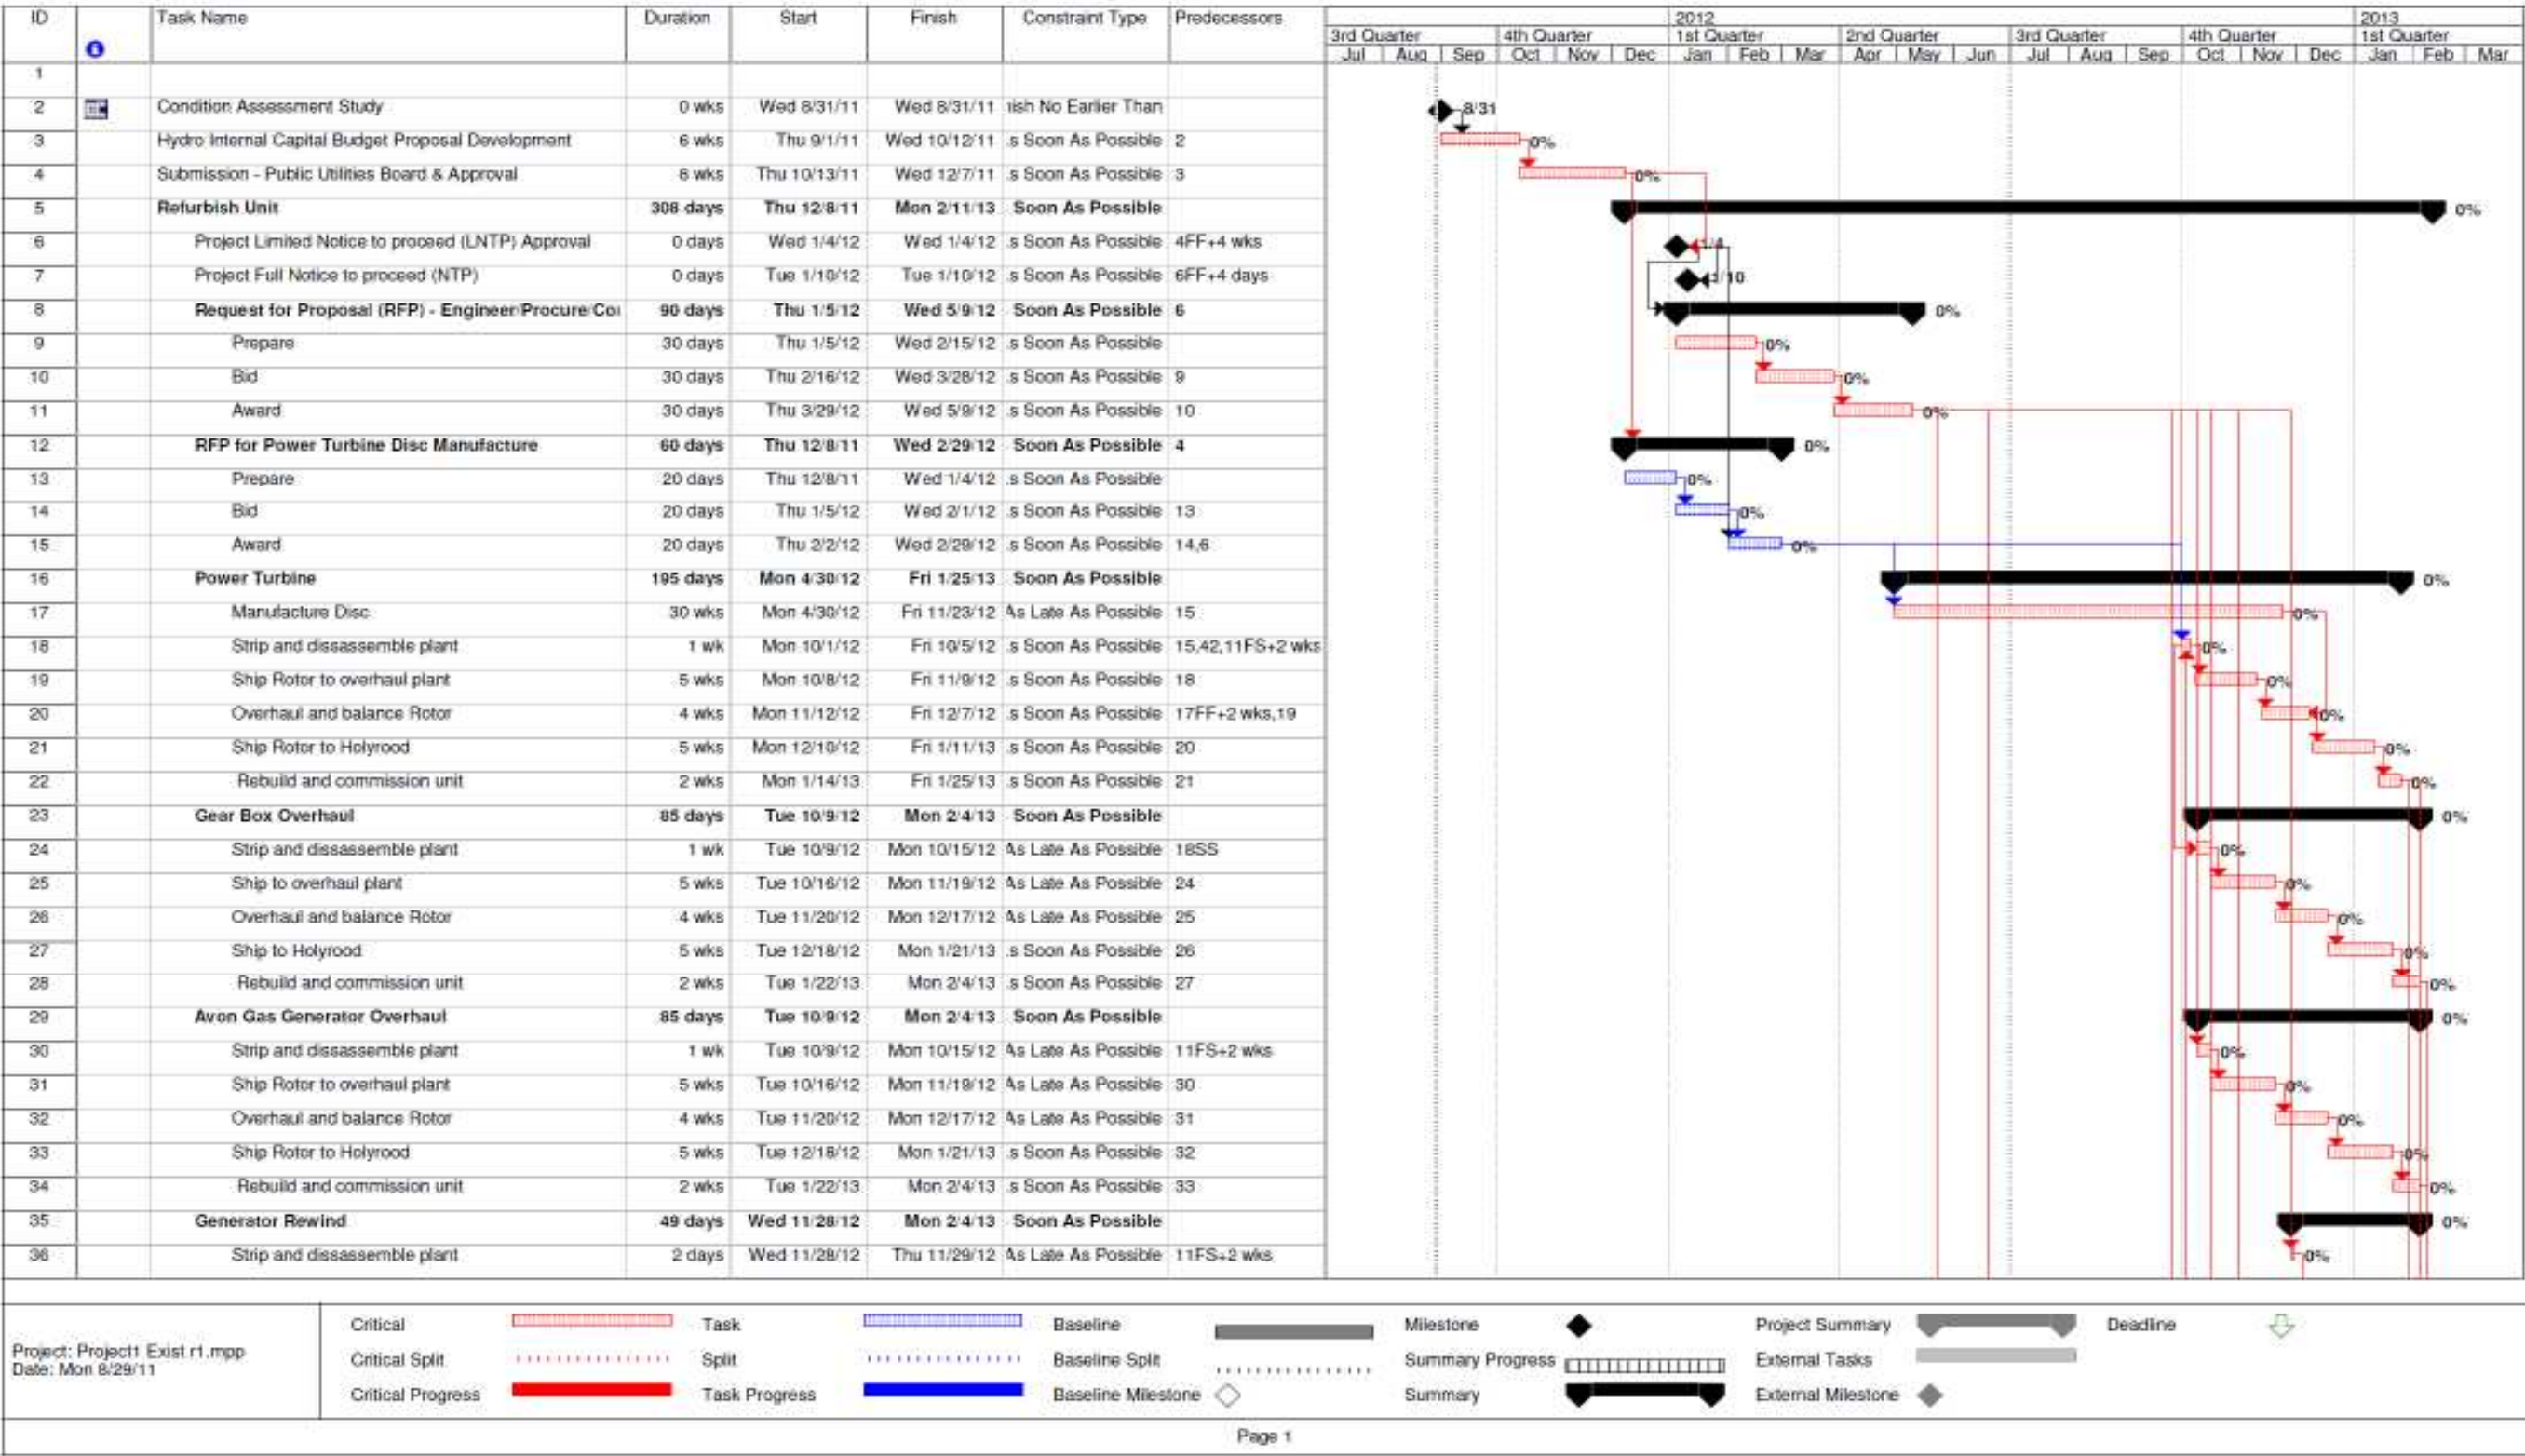 ID Task Name Duration Start Finish Constraint Type Predecessors
2012 2013
3rd Quarter 4th Quarter 1st Quarter 2nd Quarter 3rd Quarter 4th Quarter 1st Quarter
Jul Aug Sep Oct Nov Dec Jan Feb Mar Apr May Jun Jul Aug Sep Oct Nov Dec Jan Feb Mar
1
2 Condition Assessment Study 0 wks Wed 8/31/11 Wed 8/31/11 ish No Earlier Than 8/31
3 Hydro Internal Capital Budget Proposal Development 6 wks Thu 9/1/11 Wed 10/12/11 s Soon As Possible 2 0%
4 Submission - Public Utilities Board & Approval wks Thu 10/13/11 Wed 12/7/11 s Soon As Possible 3 0%
5 Refurbish Unit 308 days Thu 12/8/11 Mon 2/11/13 Soon As Possible 0%
6 Project Limited Notice to proceed (LNTP) Approval 0 days Wed 1/4/12 Wed 1/4/12 s Soon As Possible 4FF+4 wks 1/4
7 Project Full Notice to proceed (NTP) 0 days Tue 1/10/12 Tue 1/10/12 s Soon As Possible 6FF+4 days 1/10
8 Request for Proposal (RFP) - Engineer/Procure/Co 90 days Thu 1/5/12 Wed 5/9/12 Soon As Possible 6 0%
9 Prepare 30 days Thu 1/5/12 Wed 2/15/12 s Soon As Possible 0%
10 Bid 30 days Thu 2/16/12 Wed 3/28/12 s Soon As Possible 9 0%
11 Award 30 days Thu 3/29/12 Wed 5/9/12 s Soon As Possible 10 0%
12 RFP for Power Turbine Disc Manufacture 60 days Thu 12/8/11 Wed 2/29/12 Soon As Possible 4 0%
13 Prepare 20 days Thu 12/8/11 Wed 1/4/12 s Soon As Possible 0%
14 Bid 20 days Thu 1/5/12 Wed 2/1/12 s Soon As Possible 13 0%
15 Award 20 days Thu 2/2/12 Wed 2/29/12 s Soon As Possible 14,6 0%
16 Power Turbine 195 days Mon 4/30/12 Fri 1/25/13 Soon As Possible 0%
17 Manufacture Disc 30 wks Mon 4/30/12 Fri 11/23/12 As Late As Possible 15 0%
18 Strip and dissassemble plant 1 wk Mon 10/1/12 Fri 10/5/12 s Soon As Possible 15,42,11FS+2 wks 0%
19 Ship Rotor to overhaul plant 5 wks Mon 10/8/12 Fri 11/9/12 s Soon As Possible 18 0%
20 Overhaul and balance Rotor 4 wks Mon 11/12/12 Fri 12/7/12 s Soon As Possible 17FF+2 wks,19 0%
21 Ship Rotor to Holyrood 5 wks Mon 12/10/12 Fri 1/11/13 s Soon As Possible 20 0%
22 Rebuild and commission unit 2 wks Mon 1/14/13 Fri 1/25/13 s Soon As Possible 21 0%
23 Gear Box Overhaul 85 days Tue 10/9/12 Mon 2/4/13 Soon As Possible 0%
24 Strip and dissassemble plant 1 wk Tue 10/9/12 Mon 10/15/12 As Late As Possible 18SS 0%
25 Ship to overhaul plant 5 wks Tue 10/16/12 Mon 11/19/12 As Late As Possible 24 0%
26 Overhaul and balance Rotor 4 wks Tue 11/20/12 Mon 12/17/12 As Late As Possible 25 0%
27 Ship to Holyrood 5 wks Tue 12/18/12 Mon 1/21/13 s Soon As Possible 26 0%
28 Rebuild and commission unit 2 wks Tue 1/22/13 Mon 2/4/13 s Soon As Possible 27 0%
29 Avon Gas Generator Overhaul 85 days Tue 10/9/12 Mon 2/4/13 Soon As Possible 0%
30 Strip and dissassemble plant 1 wk Tue 10/9/12 Mon 10/15/12 As Late As Possible 11FS+2 wks 0%
31 Ship Rotor to overhaul plant 5 wks Tue 10/16/12 Mon 11/19/12 As Late As Possible 30 0%
32 Overhaul and balance Rotor 4 wks Tue 11/20/12 Mon 12/17/12 As Late As Possible 31 0%
33 Ship Rotor to Holyrood 5 wks Tue 12/18/12 Mon 1/21/13 s Soon As Possible 32 0%
34 Rebuild and commission unit 2 wks Tue 1/22/13 Mon 2/4/13 s Soon As Possible 33 0%
35 Generator Rewind 49 days Wed 11/28/12 Mon 2/4/13 Soon As Possible 0%
36 Strip and dissassemble plant 2 days Wed 11/28/12 Thu 11/29/12 As Late As Possible 11FS+2 wks 0%
Project: Project1 Exist r1.mpp
Date: Mon 8/29/11
Critical Task Baseline Milestone Project Summary Deadline
Critical Split Split Baseline Split Summary Progress External Tasks
Critical Progress Task Progress Baseline Milestone Summary External Milestone
Page 1